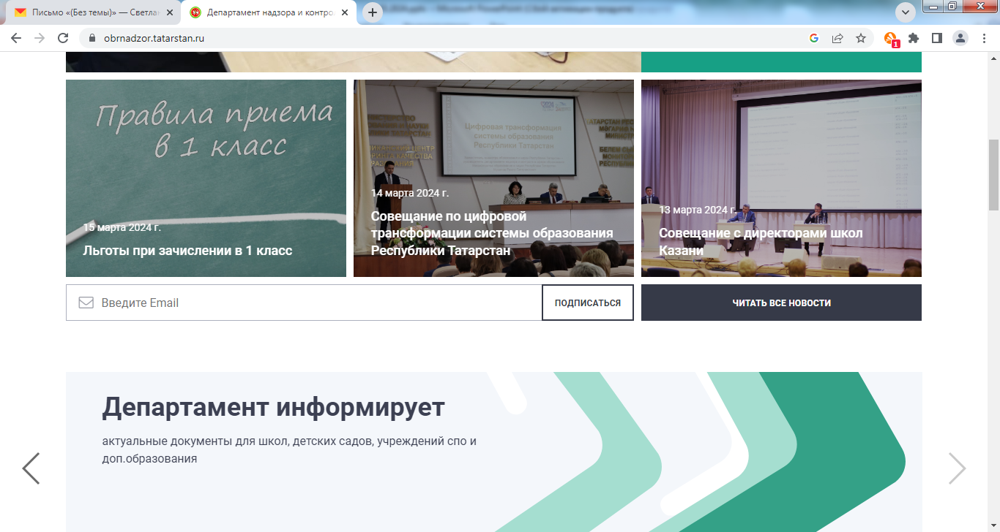 Письмо «(Без темы)» — Светлан
Департамент надзора и контро
obrnadzor.tatarstan.ru
1
Правила приема
в 1 класс
15 марта 2024 г.
Льготы при зачислении в 1 класс
Цифровая трансформация
системы образования
Республики Татарстан
14 марта 2024 г.
Совещание по цифровой
трансформации системы образования
Республики Татарстан
13 марта 2024 г.
Совещание с директорами школ
Казани
Введите Email
ПОДПИСАТЬСЯ
ЧИТАТЬ ВСЕ НОВОСТИ
Департамент информирует
актуальные документы для школ, детских садов, учреждений спо и
доп.образования